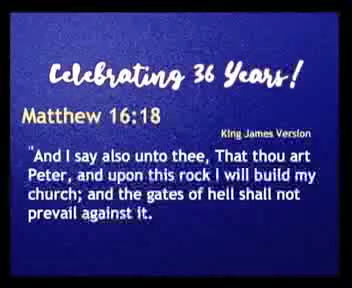 Celebrating 36 Years!
Matthew 16:18
King James Version
"And I say also unto thee, That thou art
Peter, and upon this rock I will build my
church; and the gates of hell shall not
prevail against it.